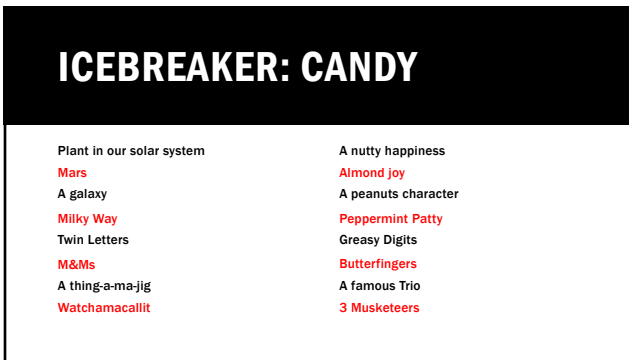 ICEBREAKER: CANDY
Plant in our solar system
Mars
A galaxy
Milky Way
Twin Letters
M&Ms
A thing-a-ma-jig
Watchamacallit
A nutty happiness
Almond joy
A peanuts character
Peppermint Patty
Greasy Digits
Butterfingers
A famous Trio
3 Musketeers